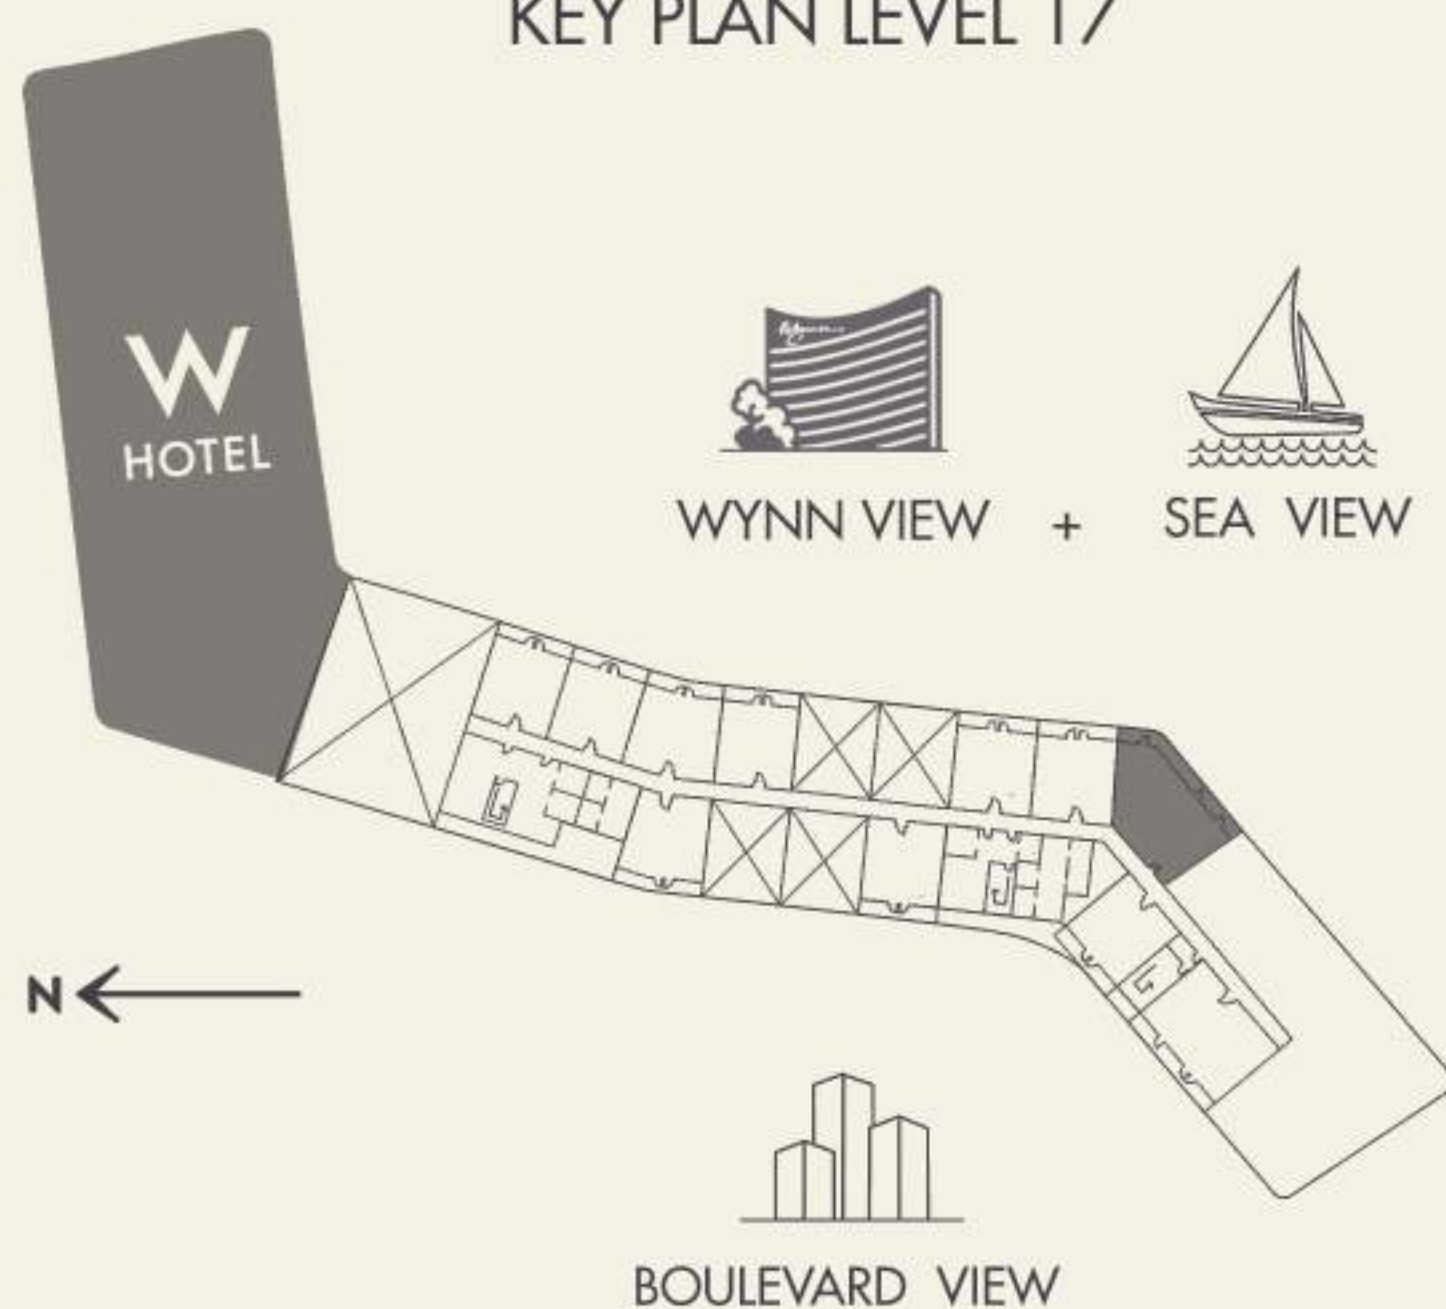 KEY PLAN LEVEL 17
W
HOTEL
WYNN VIEW + SEA VIEW
N
BOULEVARD VIEW